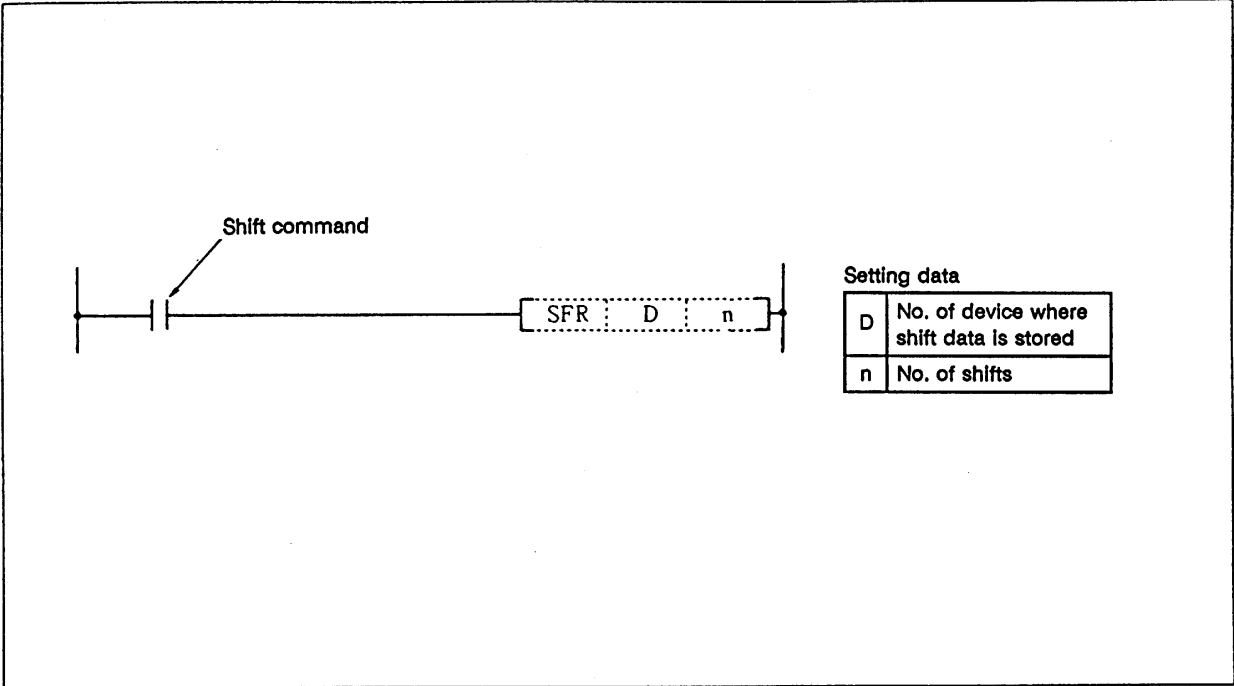 Shift command
SFR D n
Setting data
D No. of device where
shift data is stored
n No. of shifts